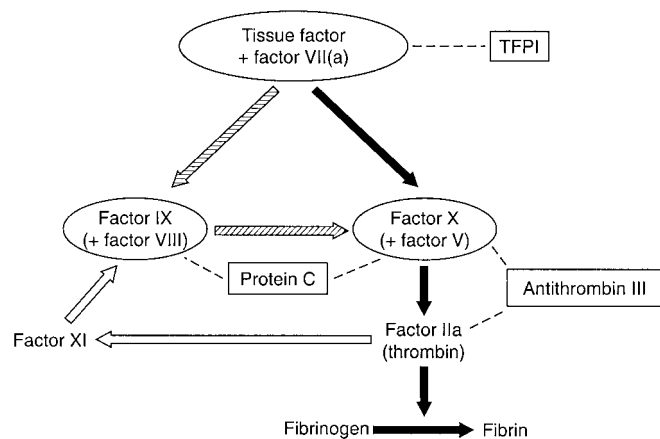 Tissue factor
+ factor VII(a)
TFPI
Factor IX
(+ factor VIII)
Factor X
(+ factor V)
Protein C
Antithrombin III
Factor XI
Factor IIa
(thrombin)
Fibrinogen
Fibrin